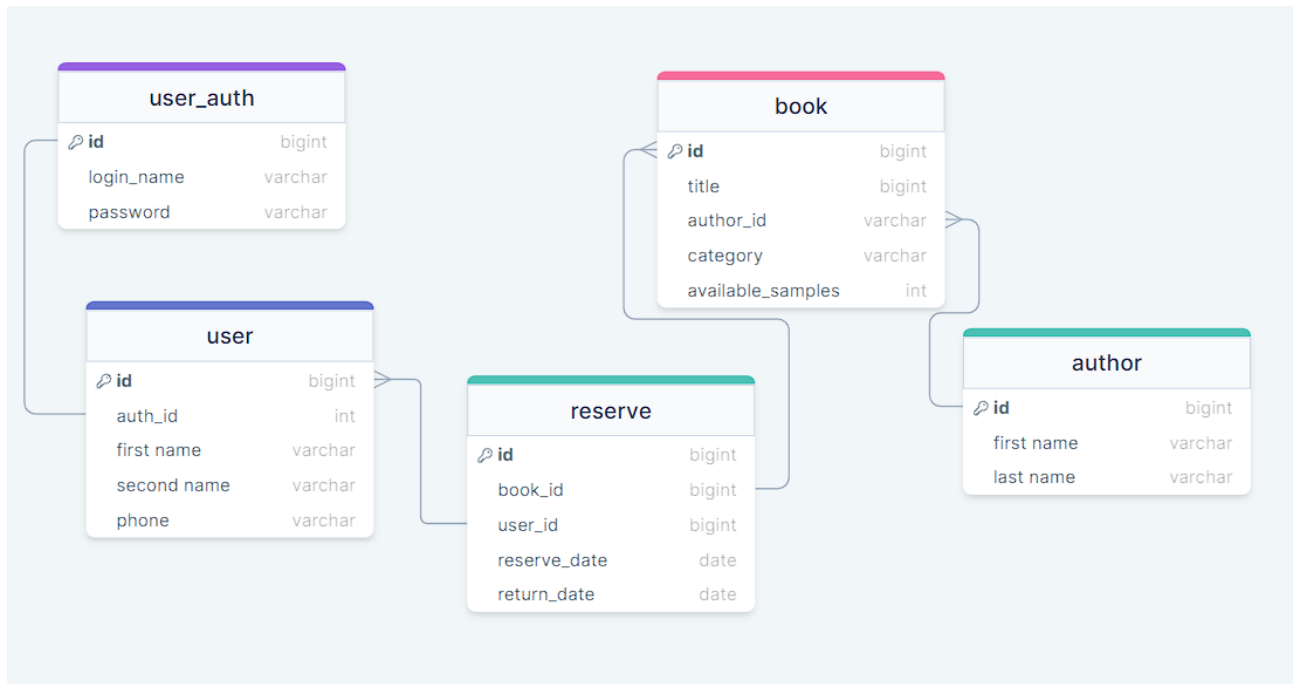 user_auth
id bigint
login_name varchar
password varchar
book
id bigint
title bigint
author_id varchar
category varchar
available_samples int
user
id bigint
auth_id int
first name varchar
second name varchar
phone varchar
reserve
id bigint
book_id bigint
user_id bigint
reserve_date date
return_date date
author
id bigint
first name varchar
last name varchar